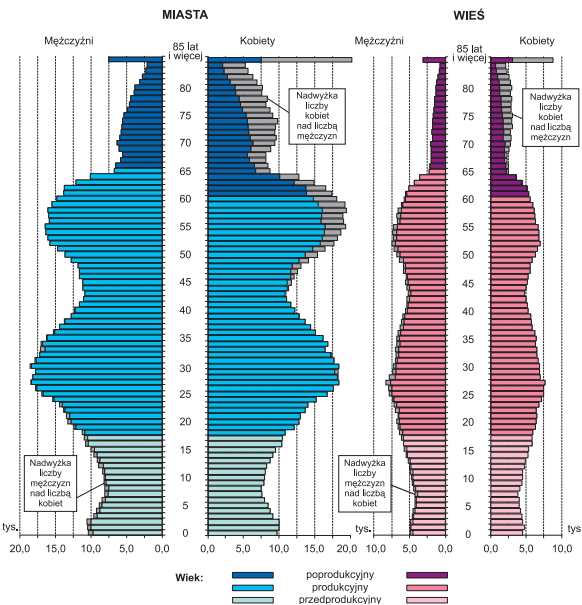 MIASTA
WIEŚ
Mężczyźni
85 lat
i więcej
Kobiety
Mężczyźni
85 lat
i więcej
Kobiety
Nadwyżka
liczby
kobiet
nad liczbą
mężczyzn
Nadwyżka
liczby
kobiet
nad liczbą
mężczyzn
80
75
70
65
60
55
50
45
40
35
30
25
20
15
10
5
0
80
75
70
65
60
55
50
45
40
35
30
25
20
15
10
5
0
Nadwyżka
liczby
mężczyzn
nad liczbą
kobiet
Nadwyżka
liczby
mężczyzn
nad liczbą
kobiet
tys.
tys.
tys
20,0 15,0 10,0 5,0 0,0 0,0 5,0 10,0 15,0 20,0 10,0 5,0 0,0 0,0 5,0 10,0
Wiek:
poprodukcyjny
produkcyjny
przedprodukcyjny